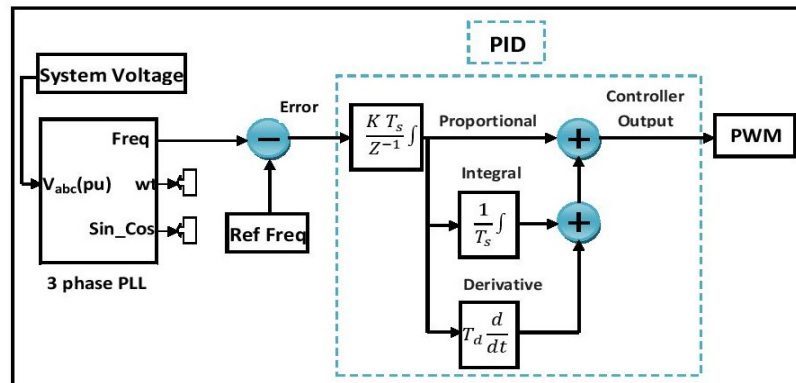 PID
System Voltage
Freq
V_abc(pu)
wt
Sin_Cos
3 phase PLL
−
Error
Ref Freq
K T_s / Z^{-1} ∫
Proportional
Integral
1 / T_s ∫
Derivative
T_d d / dt
+
+
Controller
Output
PWM